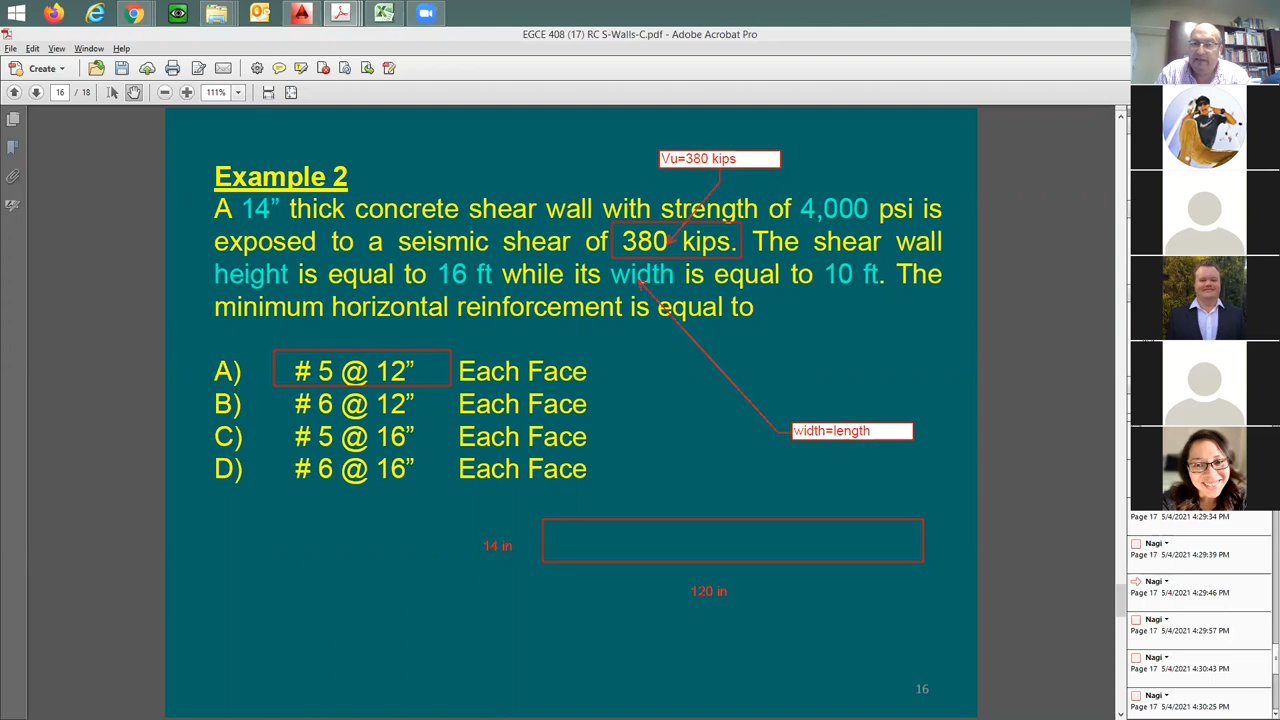 EGCE 408 (17) RC S-Walls-C.pdf - Adobe Acrobat Pro
File Edit View Window Help
Create
16 / 18 111%
Vu=380 kips
Example 2
A 14” thick concrete shear wall with strength of 4,000 psi is
exposed to a seismic shear of 380 kips. The shear wall
height is equal to 16 ft while its width is equal to 10 ft. The
minimum horizontal reinforcement is equal to
A) # 5 @ 12” Each Face
B) # 6 @ 12” Each Face
width=length
C) # 5 @ 16” Each Face
D) # 6 @ 16” Each Face
14 in
120 in
16
Page 17 5/4/2021 4:29:34 PM
Nagi
Page 17 5/4/2021 4:29:39 PM
Nagi
Page 17 5/4/2021 4:29:46 PM
Nagi
Page 17 5/4/2021 4:29:57 PM
Nagi
Page 17 5/4/2021 4:30:43 PM
Nagi
Page 17 5/4/2021 4:30:25 PM